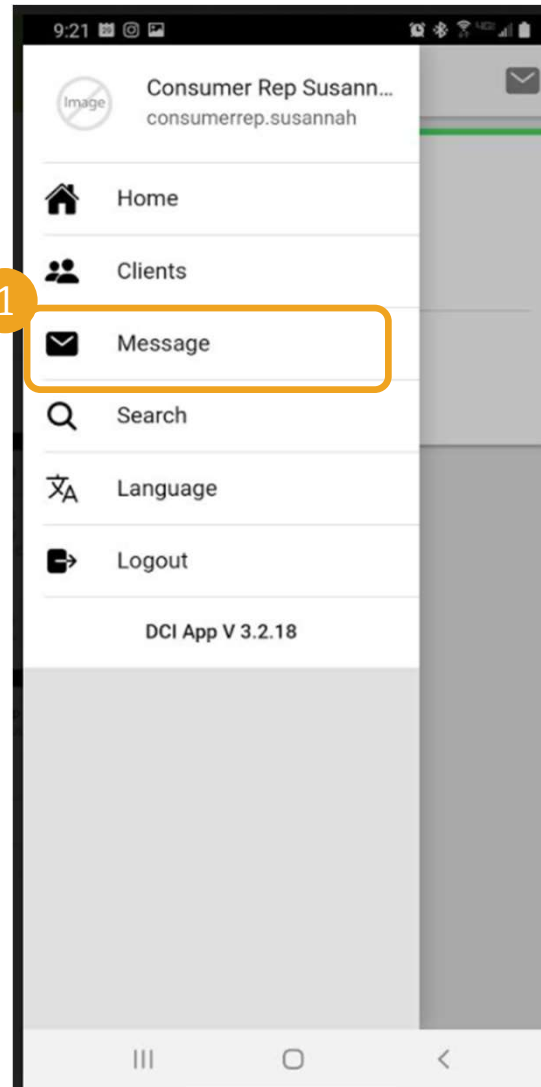 9:21
Image
Consumer Rep Susann...
consumerrep.susannah
Home
Clients
1
Message
Search
Language
Logout
DCI App V 3.2.18